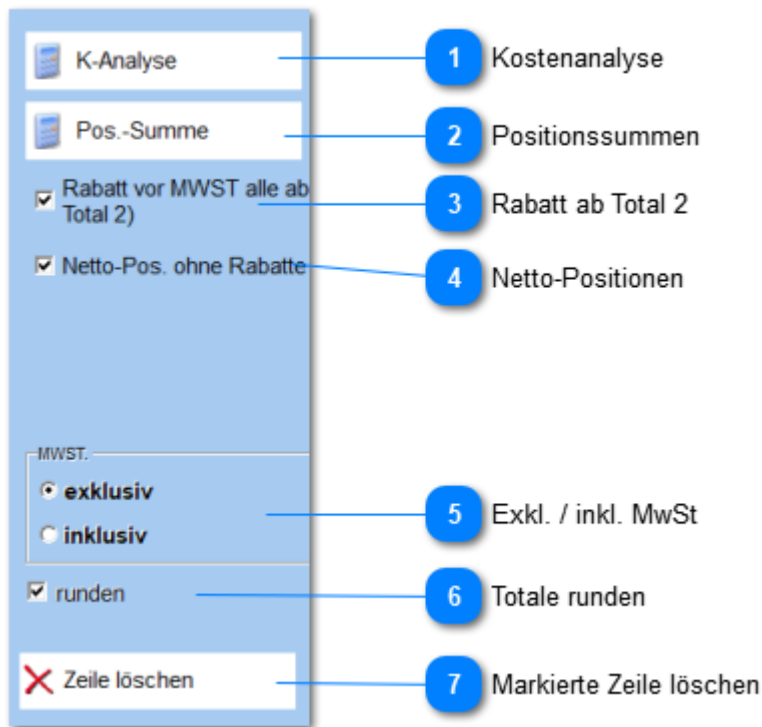 K-Analyse
1 Kostenanalyse
Pos.-Summe
2 Positionssummen
Rabatt vor MWST alle ab
Total 2)
3 Rabatt ab Total 2
Netto-Pos. ohne Rabatte
4 Netto-Positionen
MWST.
exklusiv
inklusiv
5 Exkl. / inkl. MwSt
runden
6 Totale runden
Zeile löschen
7 Markierte Zeile löschen